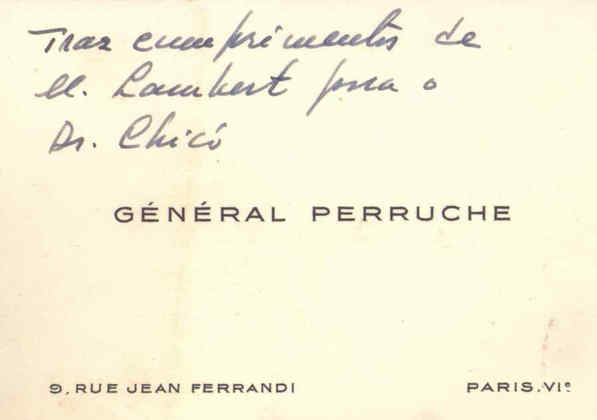 Traz cumprimentos de
M. Lambert para o
Dr. Chicó
GÉNÉRAL PERRUCHE
9, RUE JEAN FERRANDI PARIS. VIᵉ